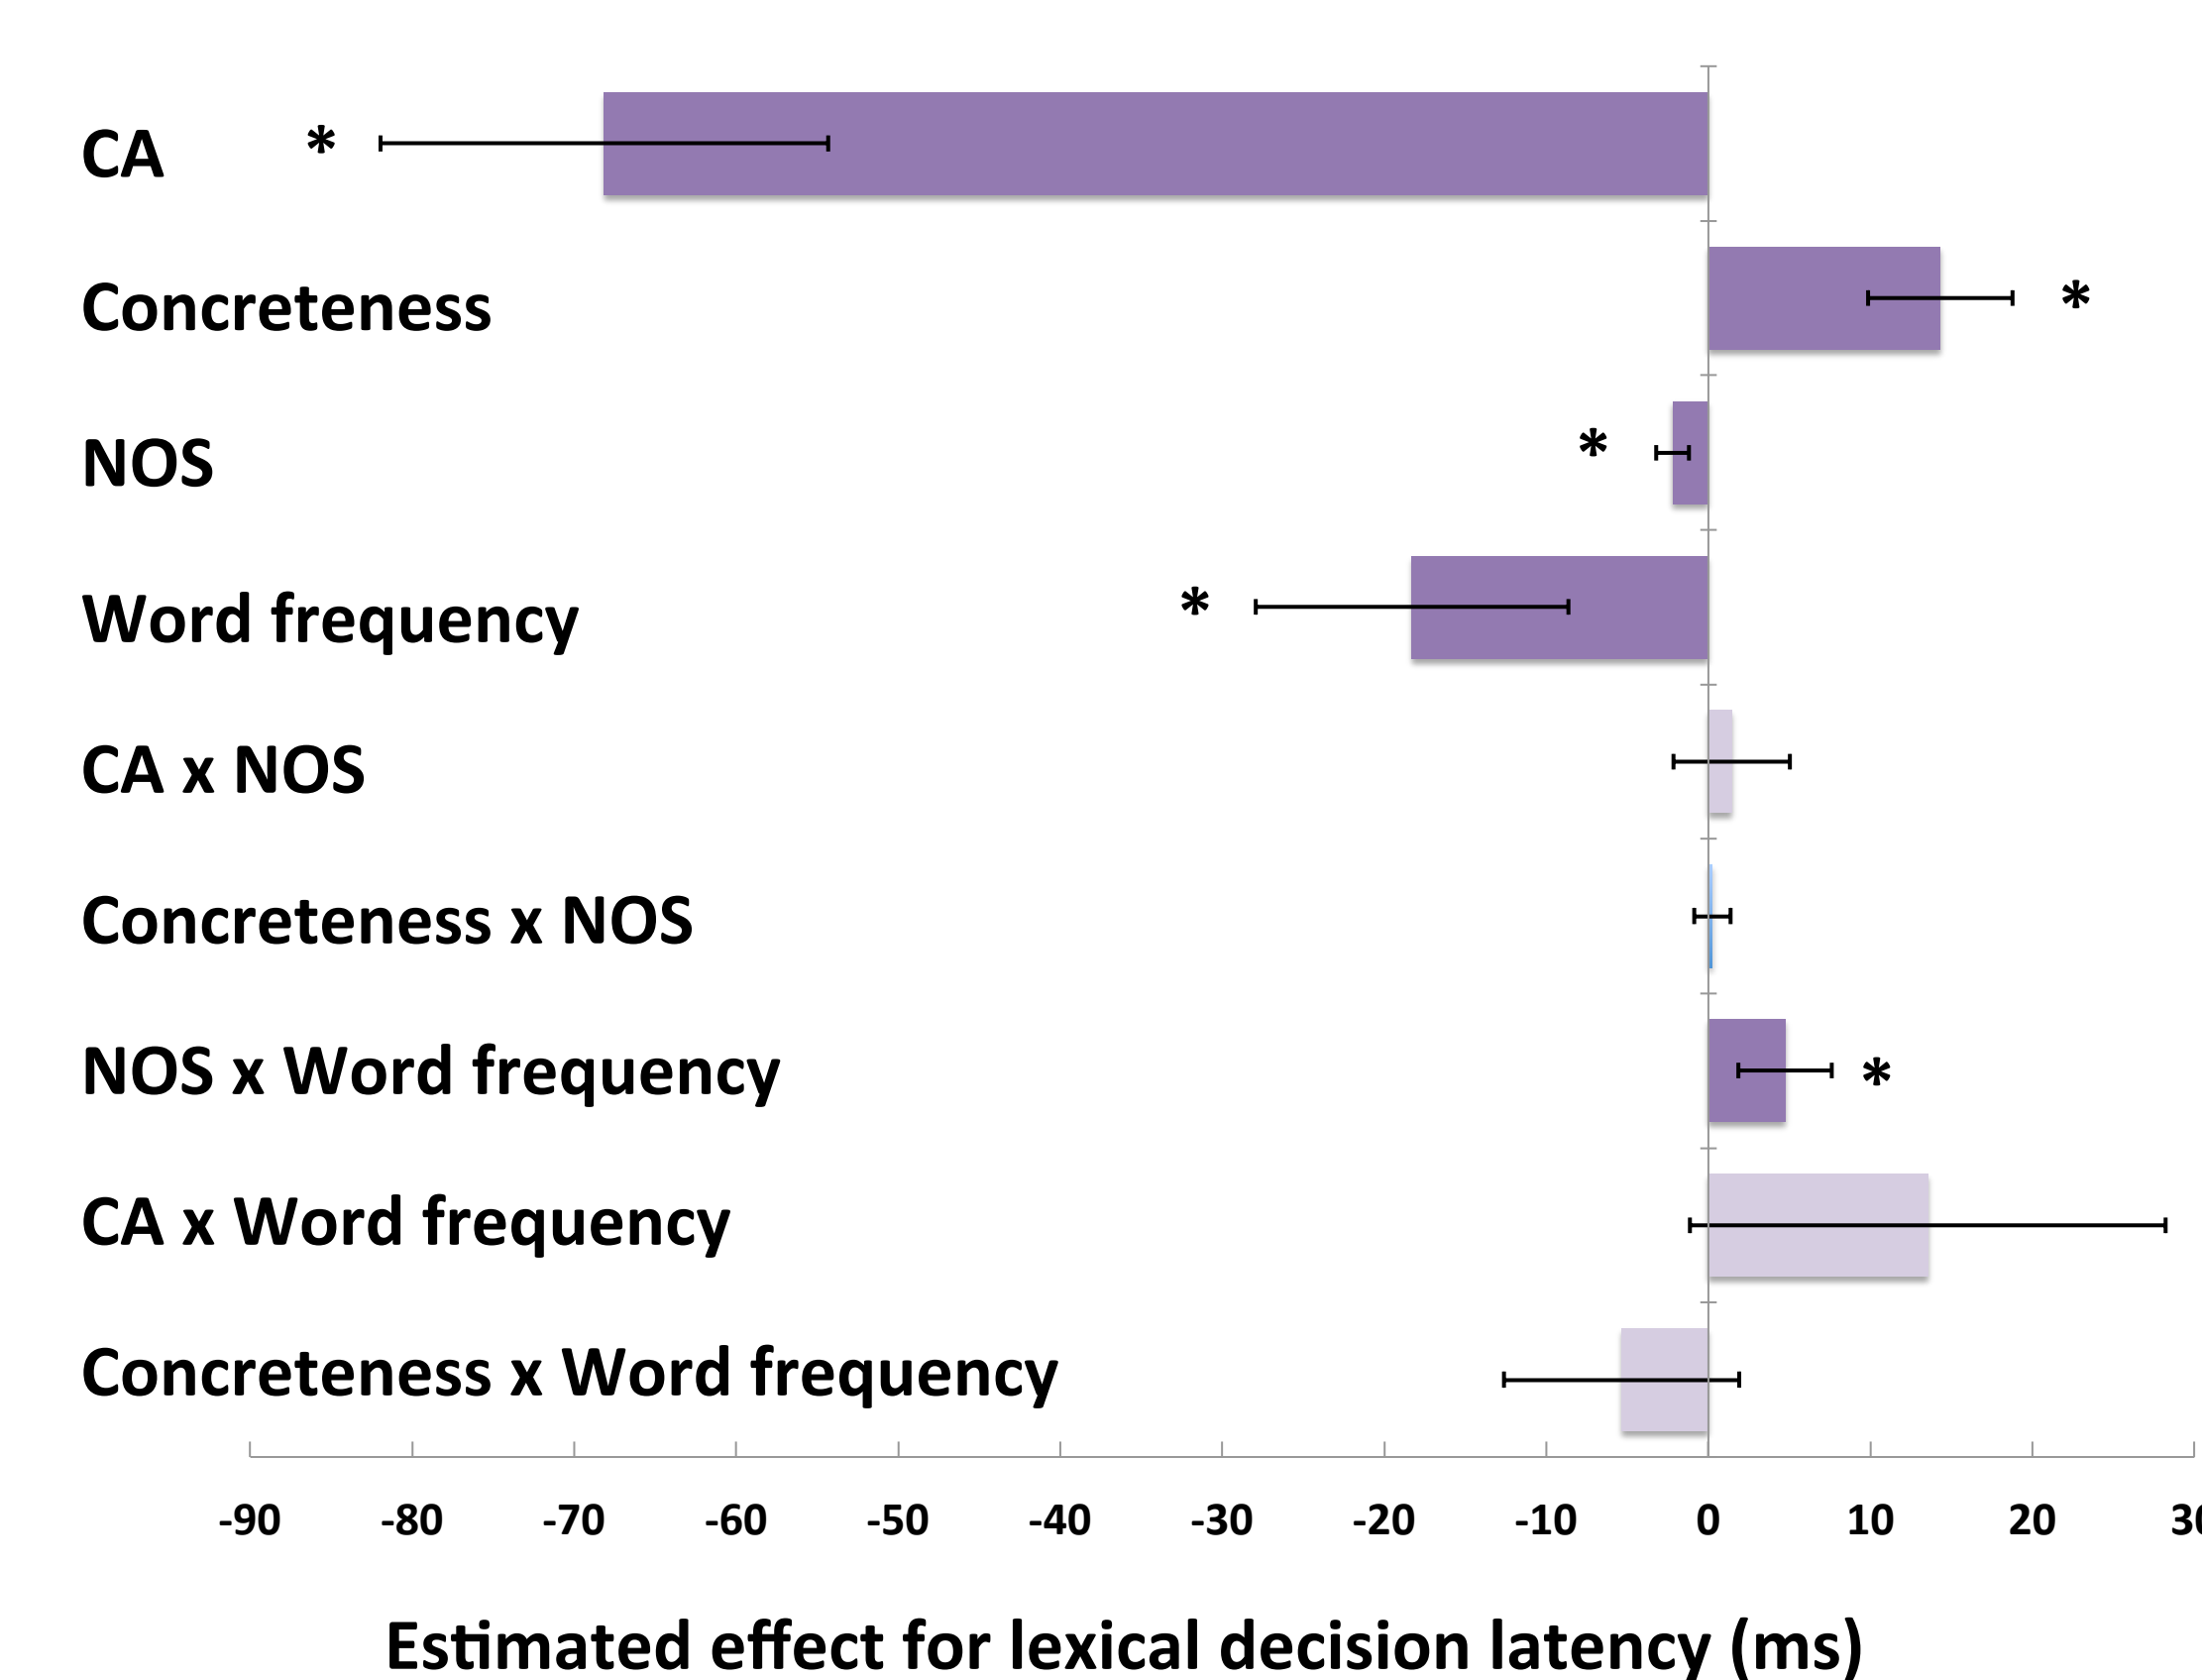 CA *
Concreteness *
NOS *
Word frequency *
CA x NOS
Concreteness x NOS
NOS x Word frequency *
CA x Word frequency
Concreteness x Word frequency
-90 -80 -70 -60 -50 -40 -30 -20 -10 0 10 20 30
Estimated effect for lexical decision latency (ms)